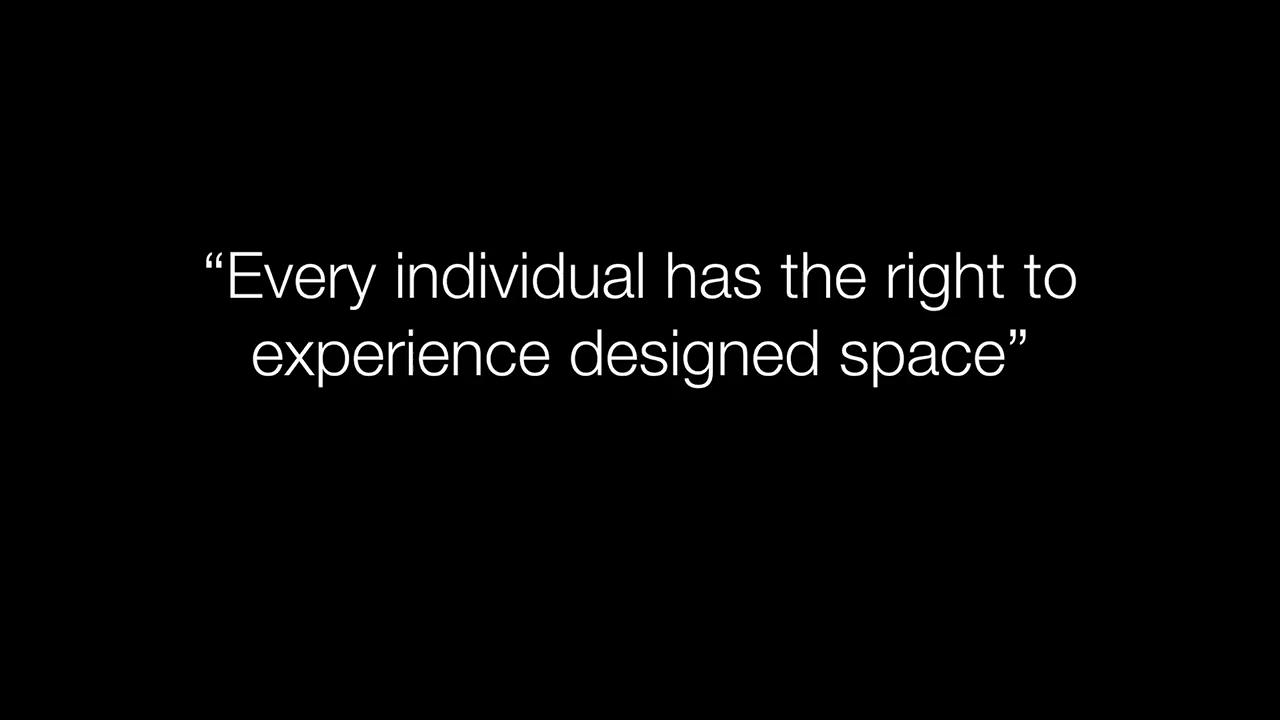 “Every individual has the right to
experience designed space”